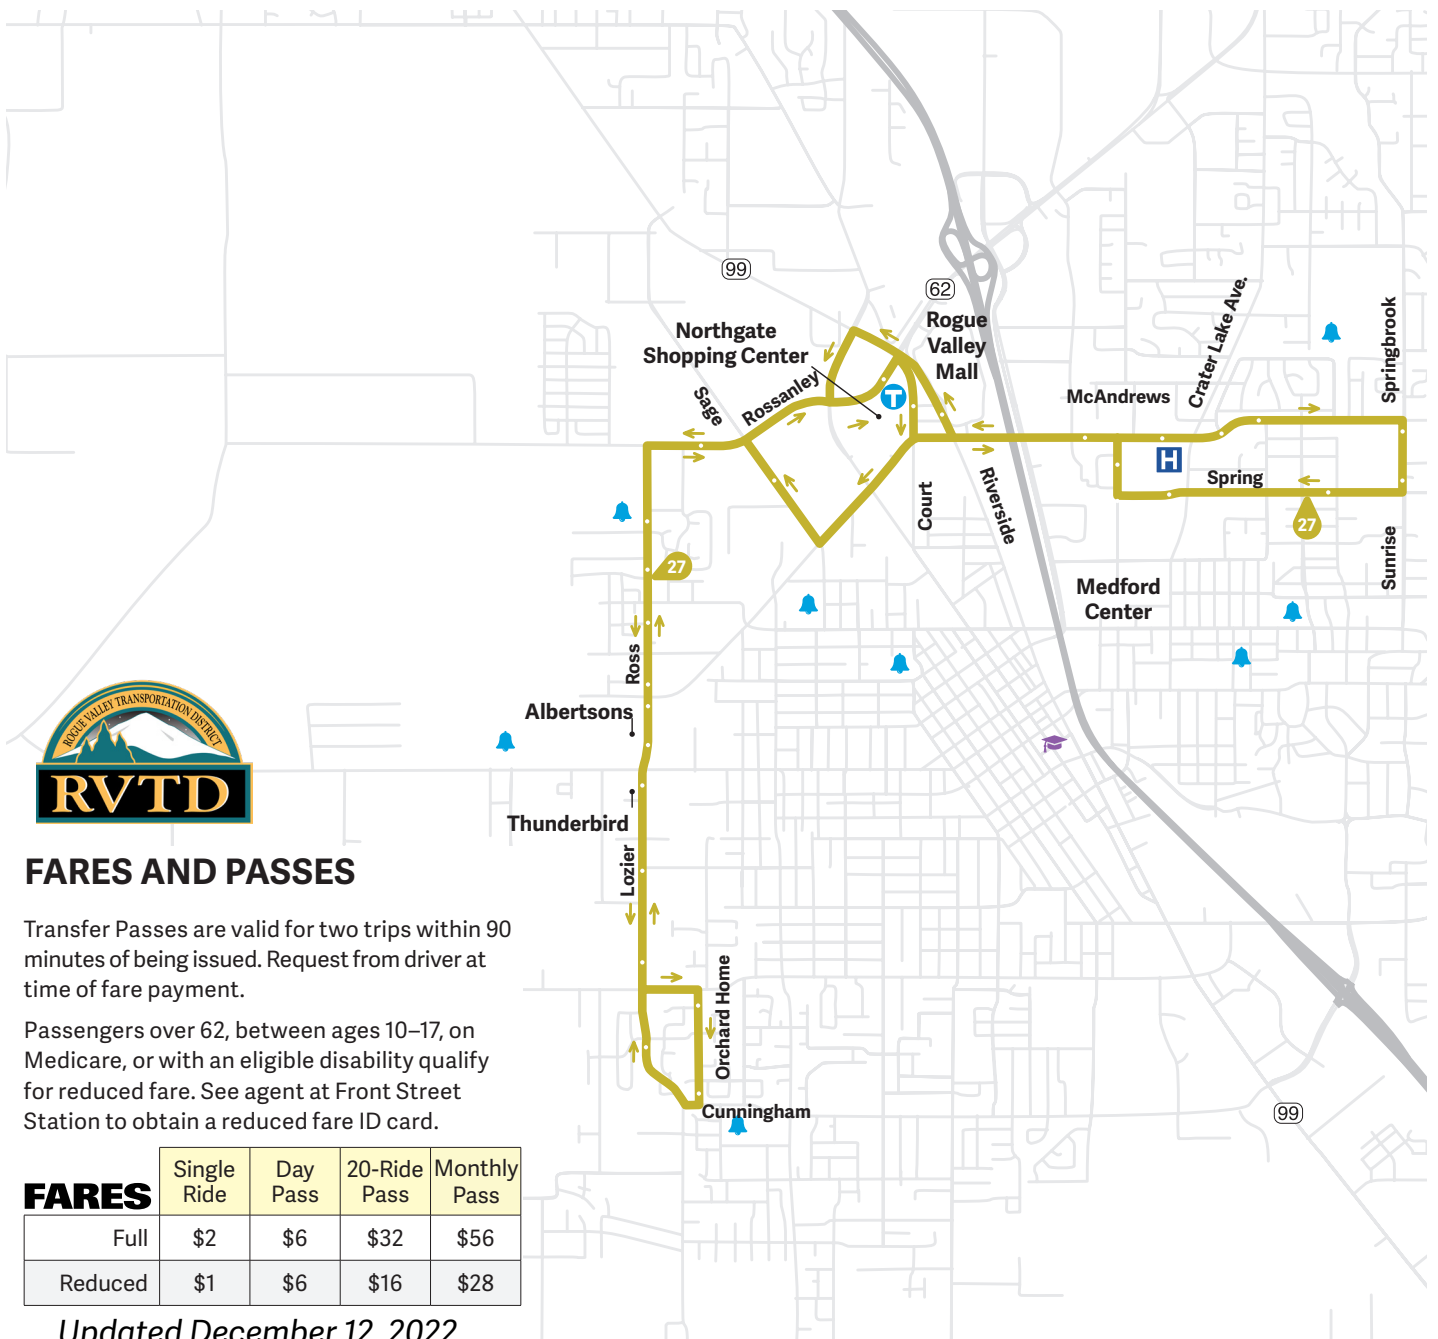 99
62
Northgate
Shopping Center
Rogue
Valley
Mall
Sage
Rossanley
T
McAndrews
Crater Lake Ave.
Springbrook
H
Spring
27
Court
Riverside
Sunrise
27
Medford
Center
Ross
Albertsons
Thunderbird
Lozier
Orchard Home
Cunningham
99
ROGUE VALLEY TRANSPORTATION DISTRICT
RVTD
FARES AND PASSES
Transfer Passes are valid for two trips within 90
minutes of being issued. Request from driver at
time of fare payment.
Passengers over 62, between ages 10–17, on
Medicare, or with an eligible disability qualify
for reduced fare. See agent at Front Street
Station to obtain a reduced fare ID card.
FARES Single Ride Day Pass 20-Ride Pass Monthly Pass
Full $2 $6 $32 $56
Reduced $1 $6 $16 $28
Updated December 12, 2022